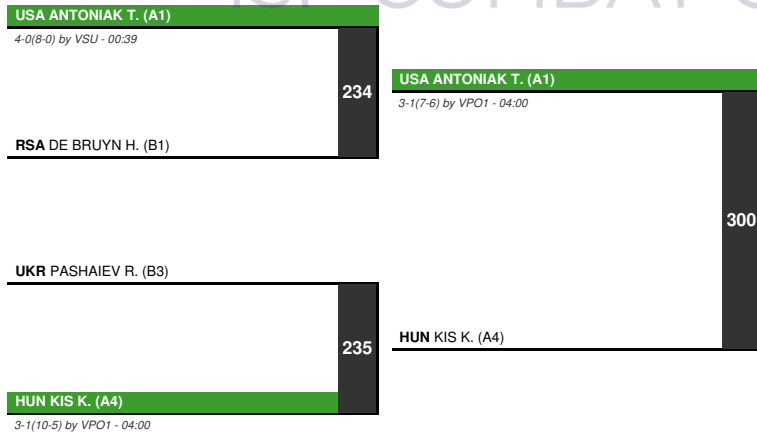 USA ANTONIAK T. (A1)
4-0(8-0) by VSU - 00:39
234
RSA DE BRUYN H. (B1)
UKR PASHAIEV R. (B3)
235
HUN KIS K. (A4)
3-1(10-5) by VPO1 - 04:00
USA ANTONIAK T. (A1)
3-1(7-6) by VPO1 - 04:00
300
HUN KIS K. (A4)